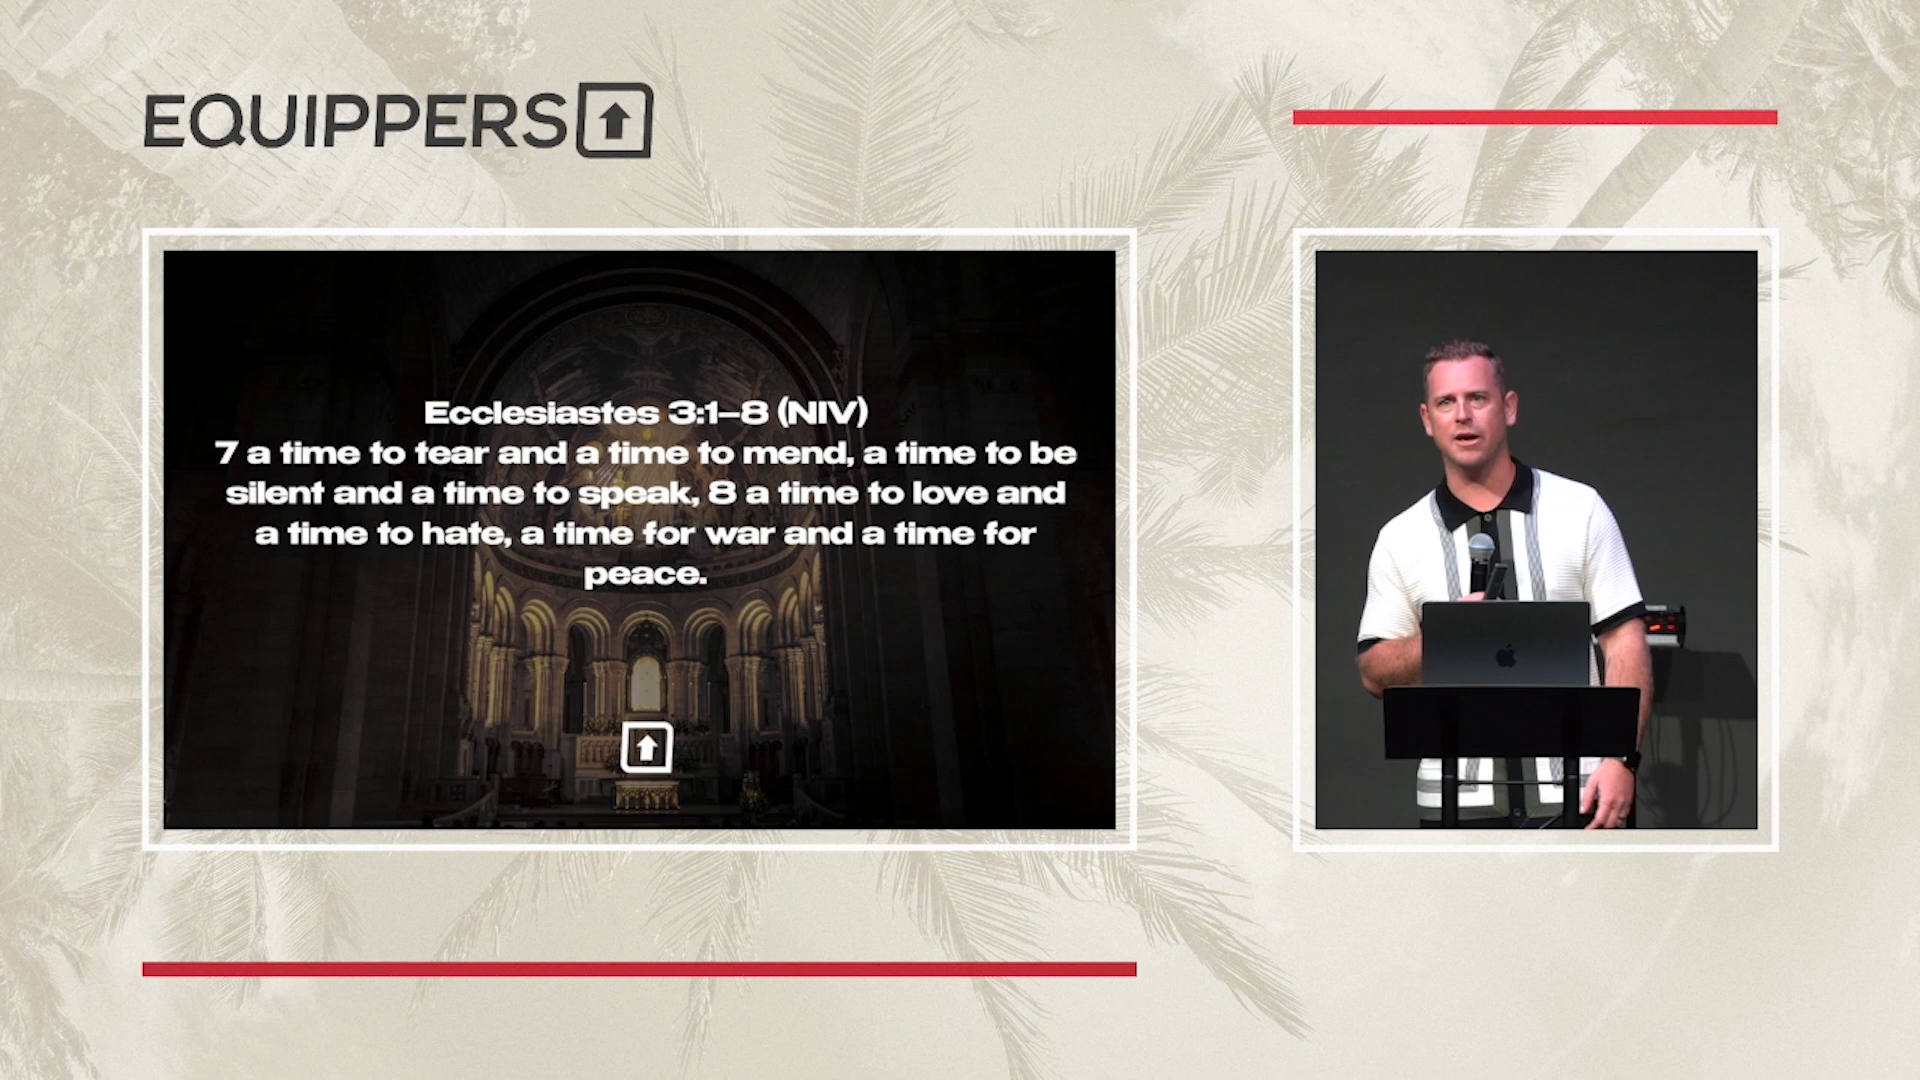 EQUIPPERS
Ecclesiastes 3:1–8 (NIV)
7 a time to tear and a time to mend, a time to be
silent and a time to speak, 8 a time to love and
a time to hate, a time for war and a time for
peace.